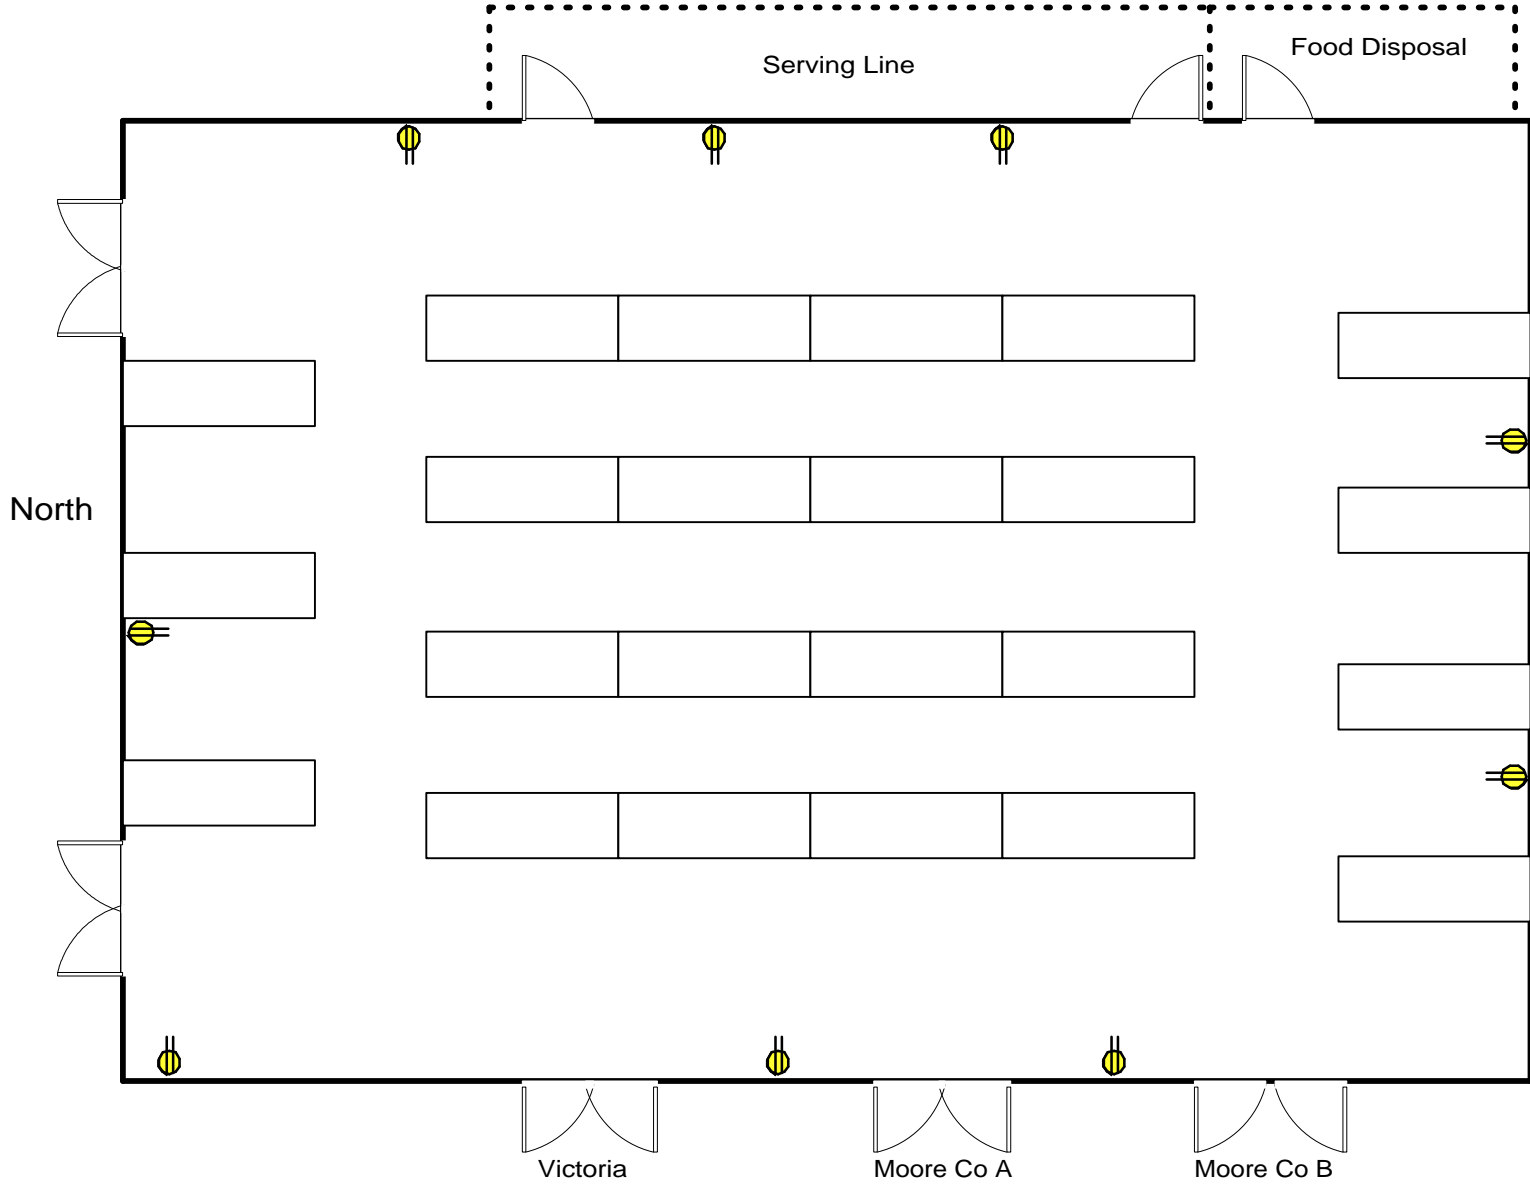 Food Disposal
Serving Line
North
Victoria
Moore Co A
Moore Co B